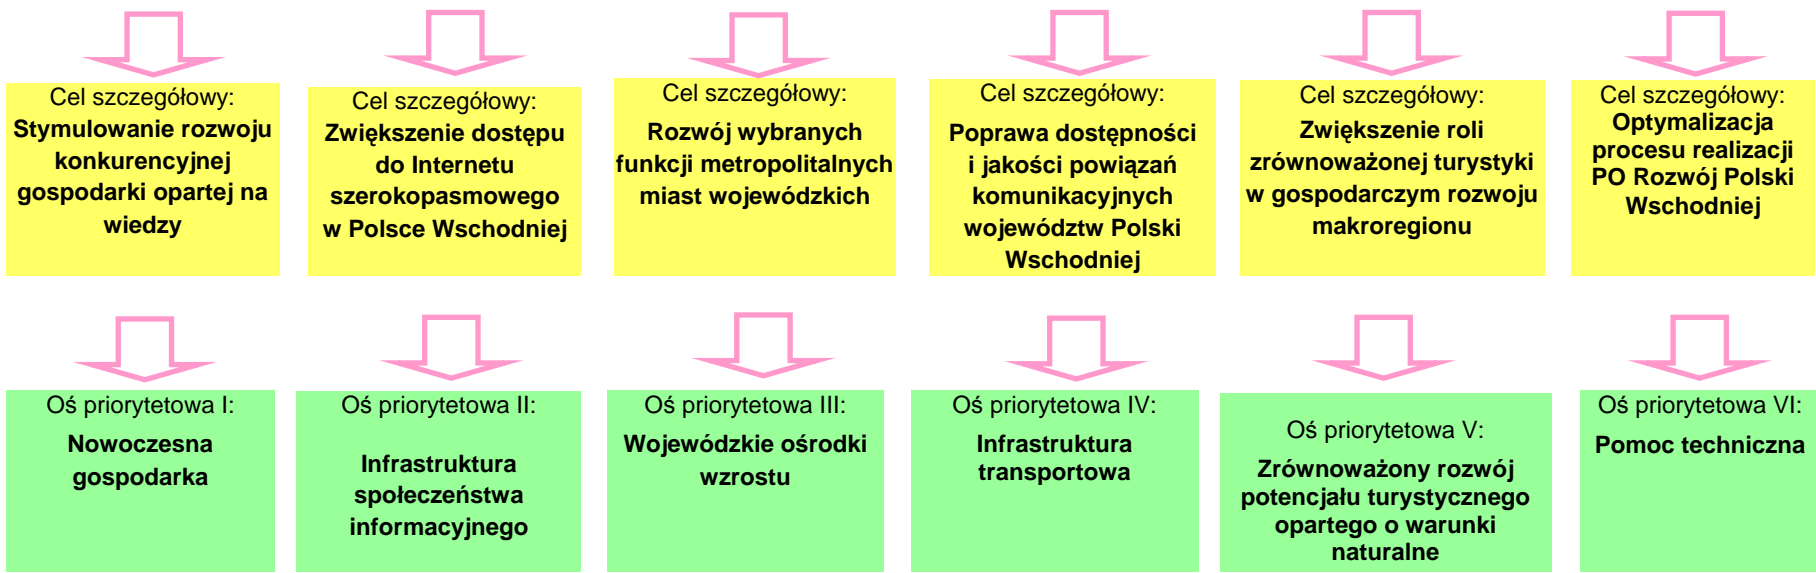 Cel szczegółowy:
Stymulowanie rozwoju
konkurencyjnej
gospodarki opartej na
wiedzy
Cel szczegółowy:
Zwiększenie dostępu
do Internetu
szerokopasmowego
w Polsce Wschodniej
Cel szczegółowy:
Rozwój wybranych
funkcji metropolitalnych
miast wojewódzkich
Cel szczegółowy:
Poprawa dostępności
i jakości powiązań
komunikacyjnych
województw Polski
Wschodniej
Cel szczegółowy:
Zwiększenie roli
zrównoważonej turystyki
w gospodarczym rozwoju
makroregionu
Cel szczegółowy:
Optymalizacja
procesu realizacji
PO Rozwój Polski
Wschodniej
Oś priorytetowa I:
Nowoczesna
gospodarka
Oś priorytetowa II:
Infrastruktura
społeczeństwa
informacyjnego
Oś priorytetowa III:
Wojewódzkie ośrodki
wzrostu
Oś priorytetowa IV:
Infrastruktura
transportowa
Oś priorytetowa V:
Zrównoważony rozwój
potencjału turystycznego
opartego o warunki
naturalne
Oś priorytetowa VI:
Pomoc techniczna